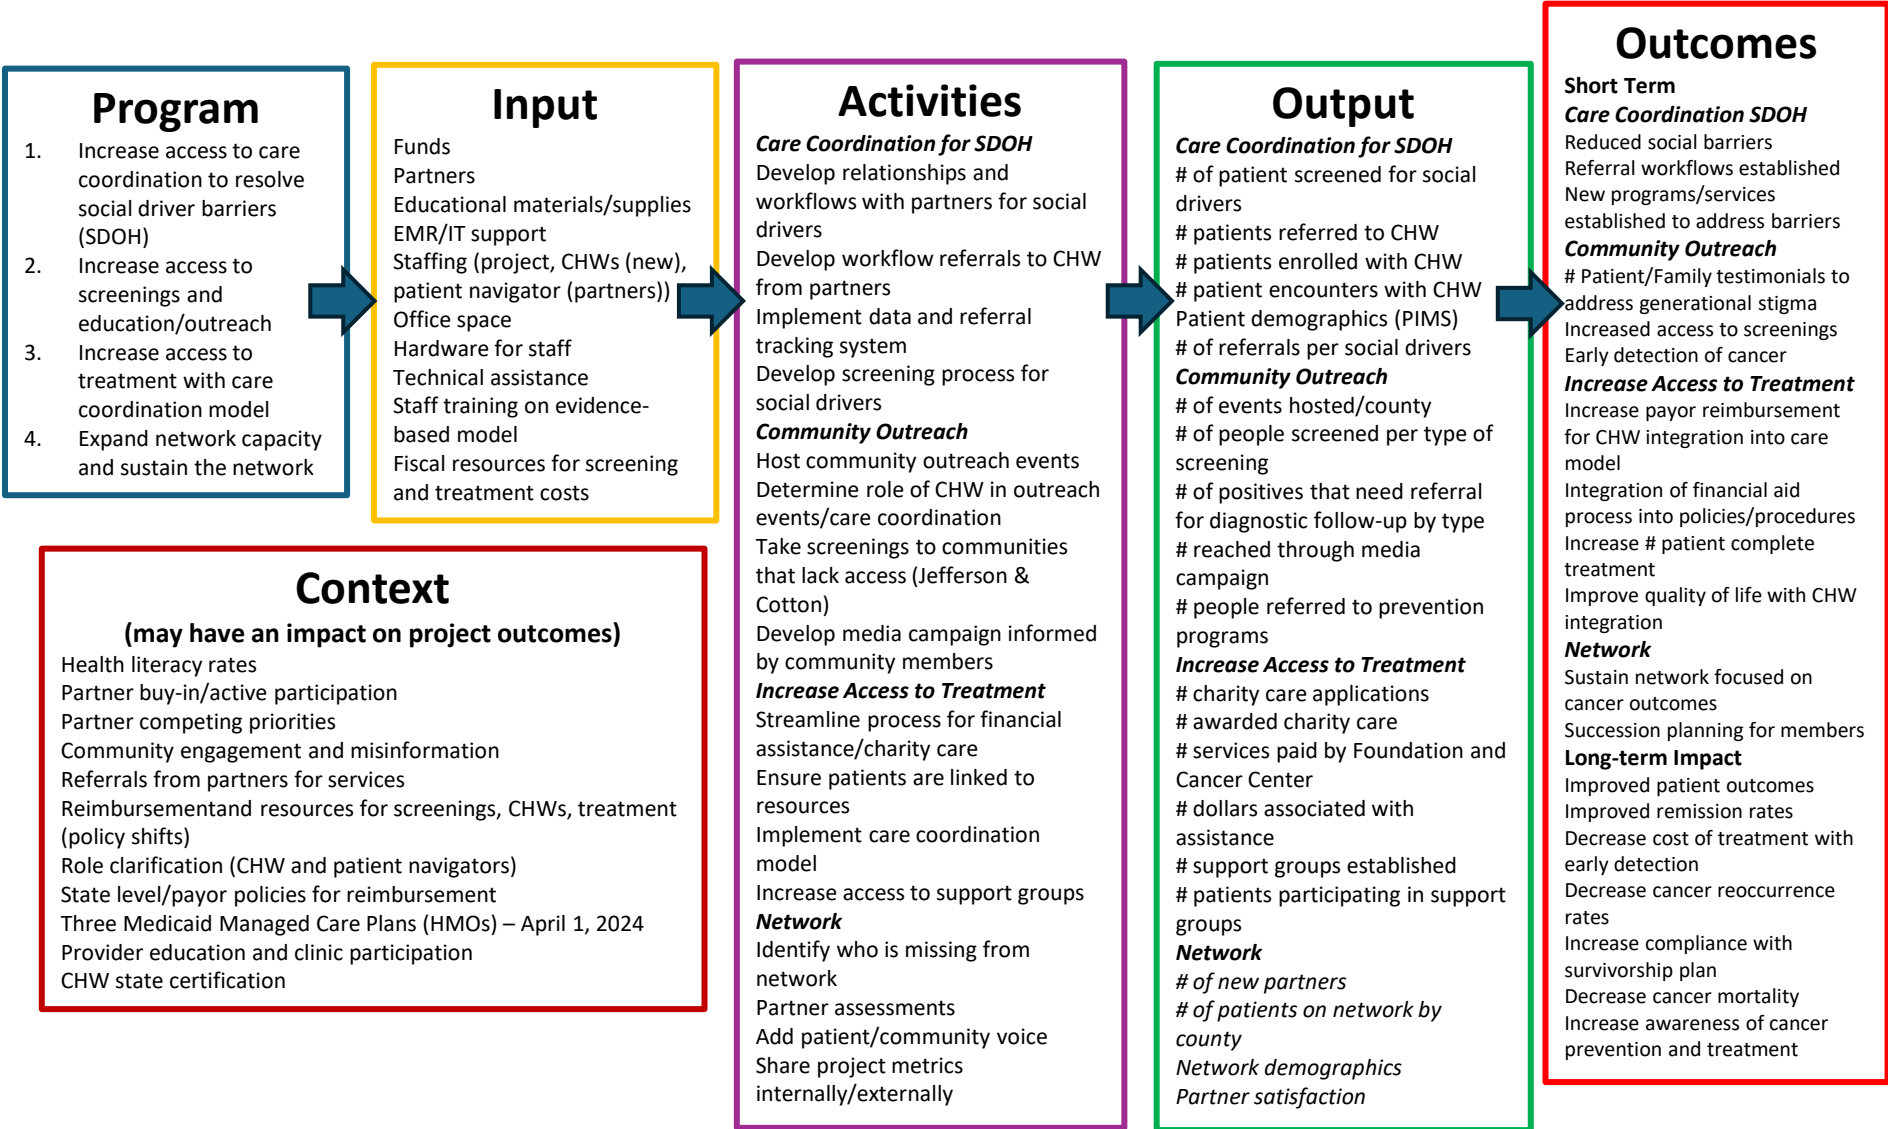 Program
1. Increase access to care
coordination to resolve
social driver barriers
(SDOH)
2. Increase access to
screenings and
education/outreach
3. Increase access to
treatment with care
coordination model
4. Expand network capacity
and sustain the network
Input
Funds
Partners
Educational materials/supplies
EMR/IT support
Staffing (project, CHWs (new),
patient navigator (partners))
Office space
Hardware for staff
Technical assistance
Staff training on evidence-
based model
Fiscal resources for screening
and treatment costs
Context
(may have an impact on project outcomes)
Health literacy rates
Partner buy-in/active participation
Partner competing priorities
Community engagement and misinformation
Referrals from partners for services
Reimbursementand resources for screenings, CHWs, treatment
(policy shifts)
Role clarification (CHW and patient navigators)
State level/payor policies for reimbursement
Three Medicaid Managed Care Plans (HMOs) – April 1, 2024
Provider education and clinic participation
CHW state certification
Activities
Care Coordination for SDOH
Develop relationships and
workflows with partners for social
drivers
Develop workflow referrals to CHW
from partners
Implement data and referral
tracking system
Develop screening process for
social drivers
Community Outreach
Host community outreach events
Determine role of CHW in outreach
events/care coordination
Take screenings to communities
that lack access (Jefferson &
Cotton)
Develop media campaign informed
by community members
Increase Access to Treatment
Streamline process for financial
assistance/charity care
Ensure patients are linked to
resources
Implement care coordination
model
Increase access to support groups
Network
Identify who is missing from
network
Partner assessments
Add patient/community voice
Share project metrics
internally/externally
Output
Care Coordination for SDOH
# of patient screened for social
drivers
# patients referred to CHW
# patients enrolled with CHW
# patient encounters with CHW
Patient demographics (PIMS)
# of referrals per social drivers
Community Outreach
# of events hosted/county
# of people screened per type of
screening
# of positives that need referral
for diagnostic follow-up by type
# reached through media
campaign
# people referred to prevention
programs
Increase Access to Treatment
# charity care applications
# awarded charity care
# services paid by Foundation and
Cancer Center
# dollars associated with
assistance
# support groups established
# patients participating in support
groups
Network
# of new partners
# of patients on network by
county
Network demographics
Partner satisfaction
Outcomes
Short Term
Care Coordination SDOH
Reduced social barriers
Referral workflows established
New programs/services
established to address barriers
Community Outreach
# Patient/Family testimonials to
address generational stigma
Increased access to screenings
Early detection of cancer
Increase Access to Treatment
Increase payor reimbursement
for CHW integration into care
model
Integration of financial aid
process into policies/procedures
Increase # patient complete
treatment
Improve quality of life with CHW
integration
Network
Sustain network focused on
cancer outcomes
Succession planning for members
Long-term Impact
Improved patient outcomes
Improved remission rates
Decrease cost of treatment with
early detection
Decrease cancer reoccurrence
rates
Increase compliance with
survivorship plan
Decrease cancer mortality
Increase awareness of cancer
prevention and treatment